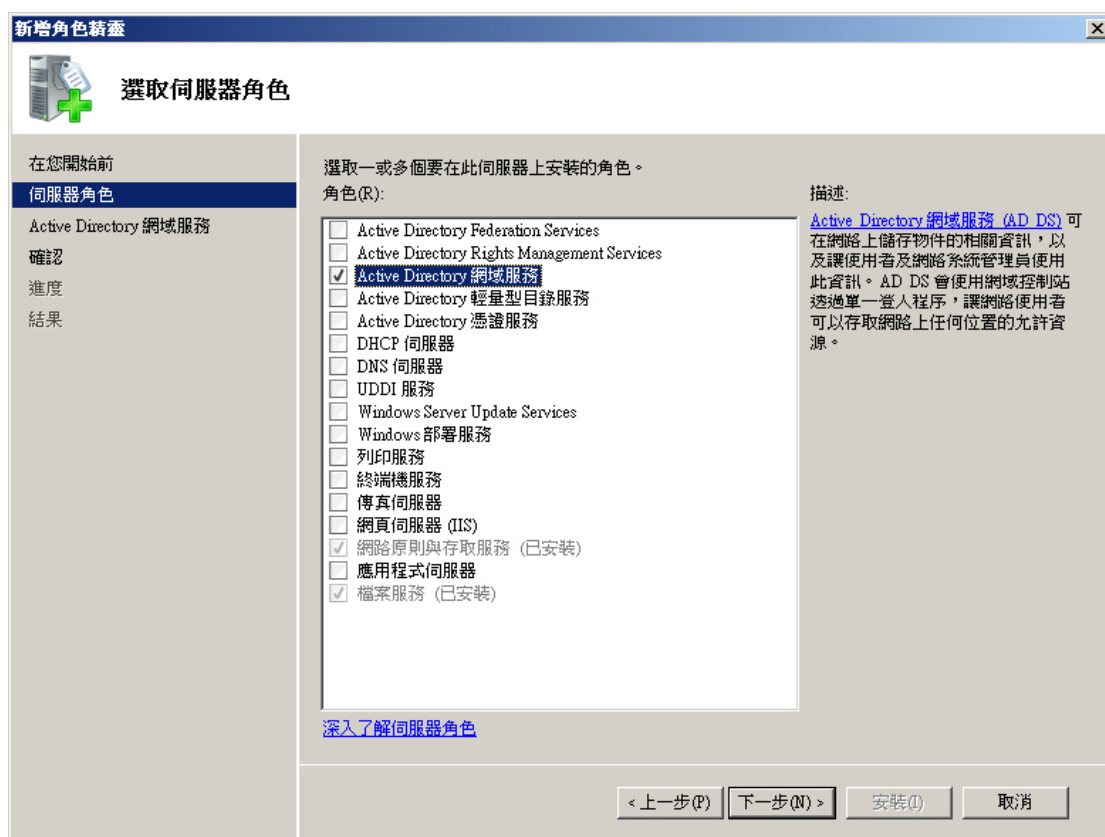 新增角色精靈
選取伺服器角色
在您開始前
伺服器角色
Active Directory 網域服務
確認
進度
結果
選取一或多個要在此伺服器上安裝的角色。
角色(R):
Active Directory Federation Services
Active Directory Rights Management Services
Active Directory 網域服務
Active Directory 輕量型目錄服務
Active Directory 憑證服務
DHCP 伺服器
DNS 伺服器
UDDI 服務
Windows Server Update Services
Windows 部署服務
列印服務
終端機服務
傳真伺服器
網頁伺服器 (IIS)
網路原則與存取服務 (已安裝)
應用程式伺服器
檔案服務 (已安裝)
深入了解伺服器角色
描述:
Active Directory 網域服務 (AD DS) 可
在網路上儲存物件的相關資訊，以
及讓使用者及網路系統管理員使用
此資訊。AD DS 會使用網域控制站
透過單一登入程序，讓網路使用者
可以存取網路上任何位置的允許資
源。
< 上一步(P)
下一步(N) >
安裝(I)
取消